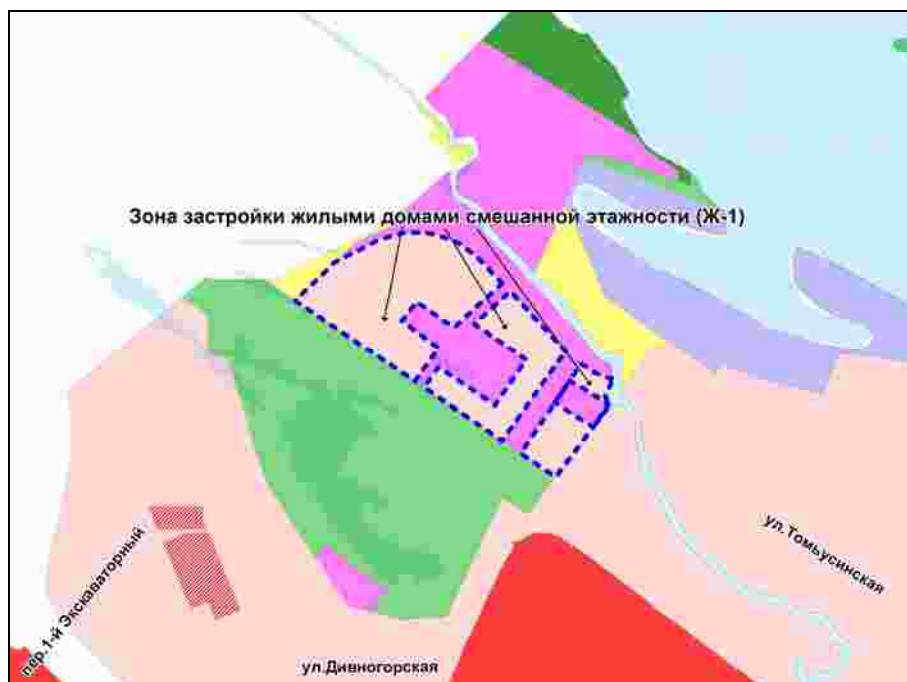 Зона застройки жилыми домами смешанной этажности (Ж-1)
ул.Томьусинская
пер.1-й Экскаваторный
ул.Дивногорская